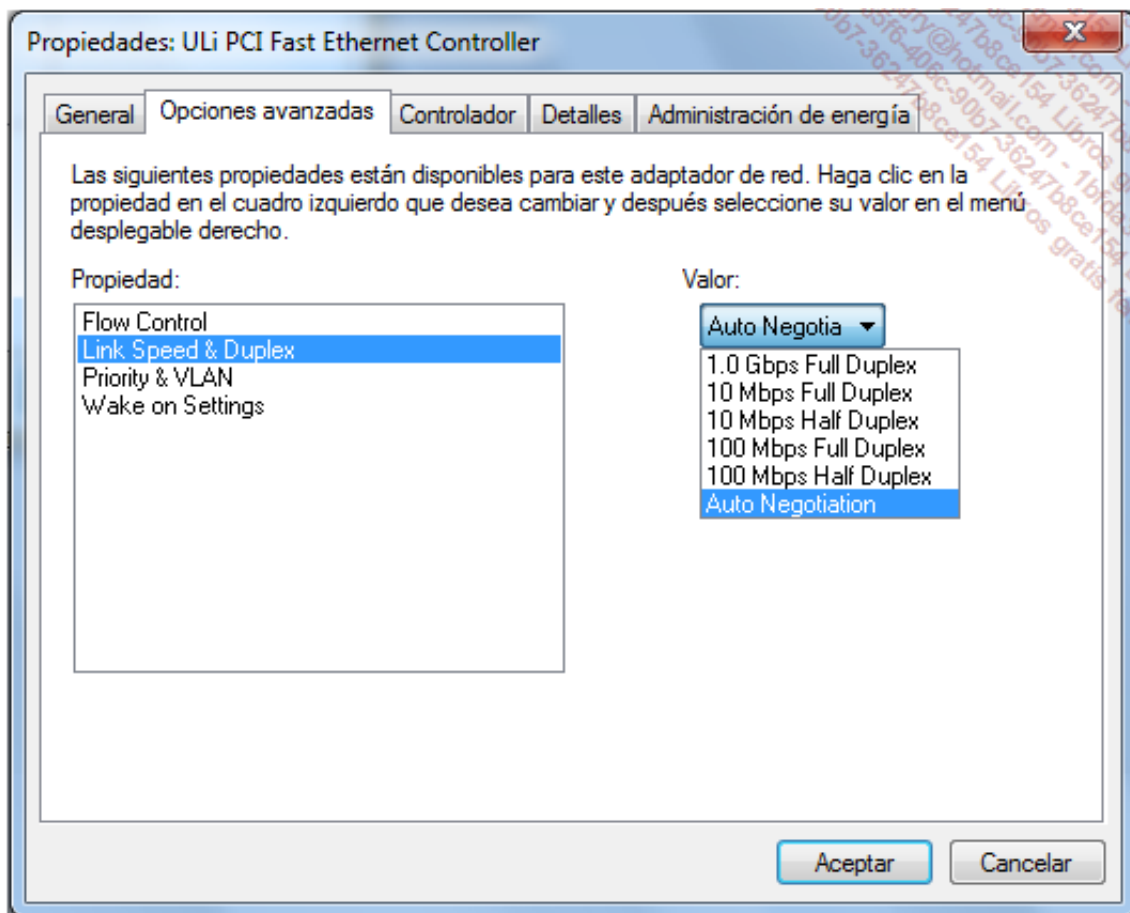 Propiedades: ULi PCI Fast Ethernet Controller
General
Opciones avanzadas
Controlador
Detalles
Administración de energía
Las siguientes propiedades están disponibles para este adaptador de red. Haga clic en la
propiedad en el cuadro izquierdo que desea cambiar y después seleccione su valor en el menú
desplegable derecho.
Propiedad:
Flow Control
Link Speed & Duplex
Priority & VLAN
Wake on Settings
Valor:
Auto Negotia
1.0 Gbps Full Duplex
10 Mbps Full Duplex
10 Mbps Half Duplex
100 Mbps Full Duplex
100 Mbps Half Duplex
Auto Negotiation
Aceptar
Cancelar